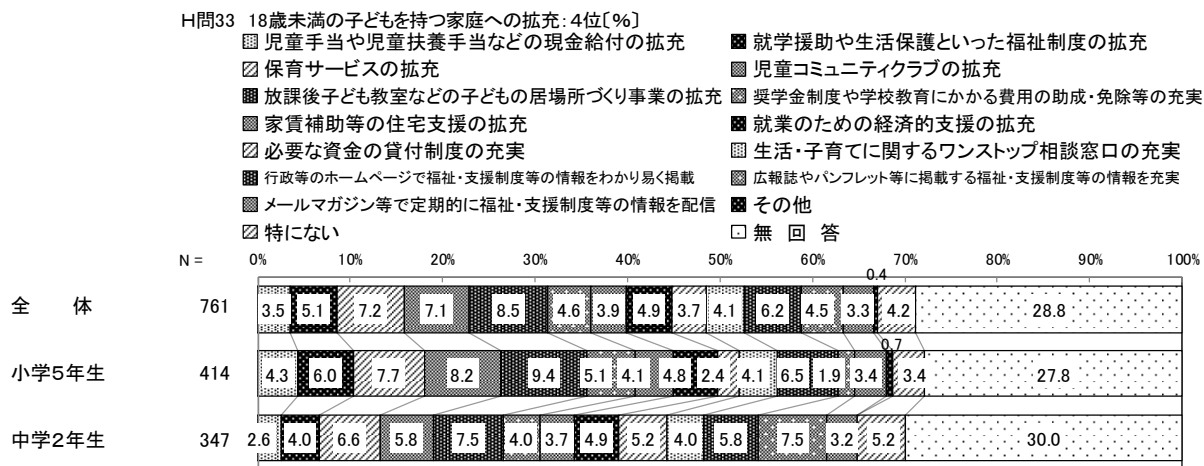 H問33 18歳未満の子どもを持つ家庭への拡充：4位〔%〕
児童手当や児童扶養手当などの現金給付の拡充 就学援助や生活保護といった福祉制度の拡充
保育サービスの拡充 児童コミュニティクラブの拡充
放課後子ども教室などの子どもの居場所づくり事業の拡充 奨学金制度や学校教育にかかる費用の助成・免除等の充実
家賃補助等の住宅支援の拡充 就業のための経済的支援の拡充
必要な資金の貸付制度の充実 生活・子育てに関するワンストップ相談窓口の充実
行政等のホームページで福祉・支援制度等の情報をわかり易く掲載 広報誌やパンフレット等に掲載する福祉・支援制度等の情報を充実
メールマガジン等で定期的に福祉・支援制度等の情報を配信 その他
特にない 無 回 答
N = 0% 10% 20% 30% 40% 50% 60% 70% 80% 90% 100%
0.4
全 体 761 3.5 5.1 7.2 7.1 8.5 4.6 3.9 4.9 3.7 4.1 6.2 4.5 3.3 4.2 28.8
0.7
小学5年生 414 4.3 6.0 7.7 8.2 9.4 5.1 4.1 4.8 2.4 4.1 6.5 1.9 3.4 3.4 27.8
中学2年生 347 2.6 4.0 6.6 5.8 7.5 4.0 3.7 4.9 5.2 4.0 5.8 7.5 3.2 5.2 30.0